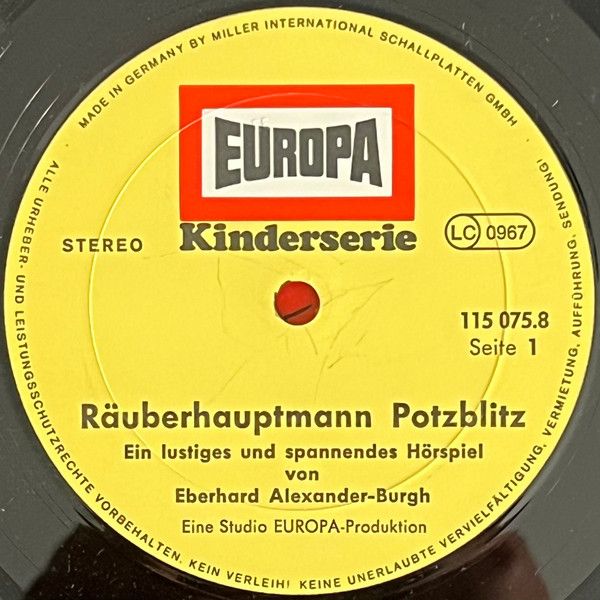 MADE IN GERMANY BY MILLER INTERNATIONAL SCHALLPLATTEN GMBH
EUROPA
Kinderserie
STEREO
LC 0967
115 075.8
Seite 1
Räuberhauptmann Potzblitz
Ein lustiges und spannendes Hörspiel
von
Eberhard Alexander-Burgh
Eine Studio EUROPA-Produktion
ALLE URHEBER- UND LEISTUNGSSCHUTZRECHTE VORBEHALTEN. KEIN VERLEIH! KEINE UNERLAUBTE VERVIELFÄLTIGUNG, VERMIETUNG, AUFFÜHRUNG, SENDUNG!